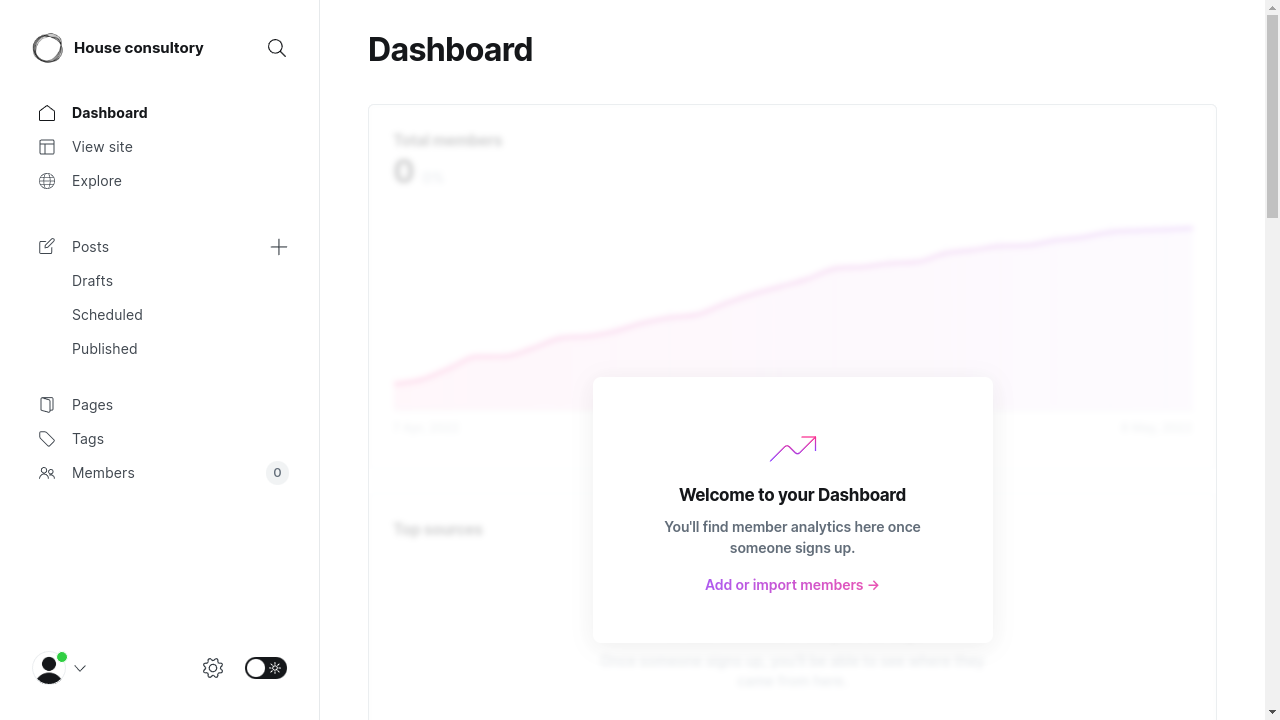 House consultory
Dashboard
View site
Explore
Posts
Drafts
Scheduled
Published
Pages
Tags
Members
0
Dashboard
Total members
0
Top sources
Welcome to your Dashboard
You'll find member analytics here once
someone signs up.
Add or import members →